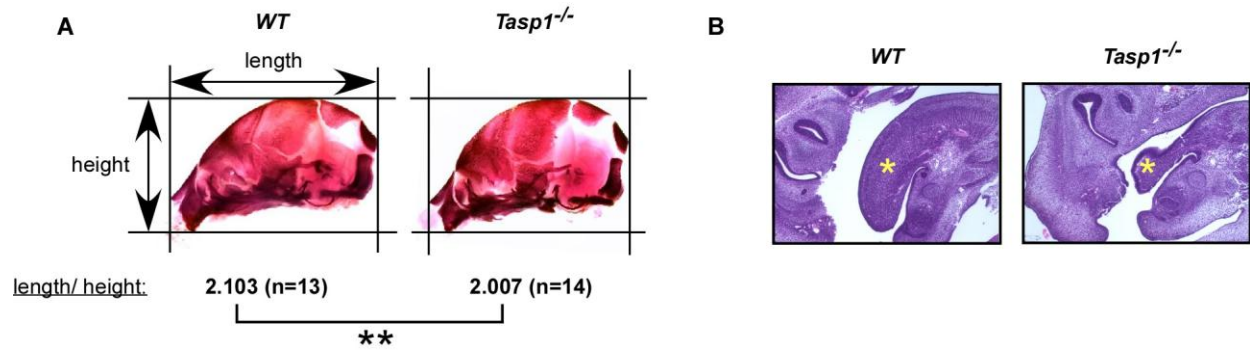 A
WT
Tasp1-/-
length
height
length/ height:
2.103 (n=13)
2.007 (n=14)
**
B
WT
Tasp1-/-
*
*